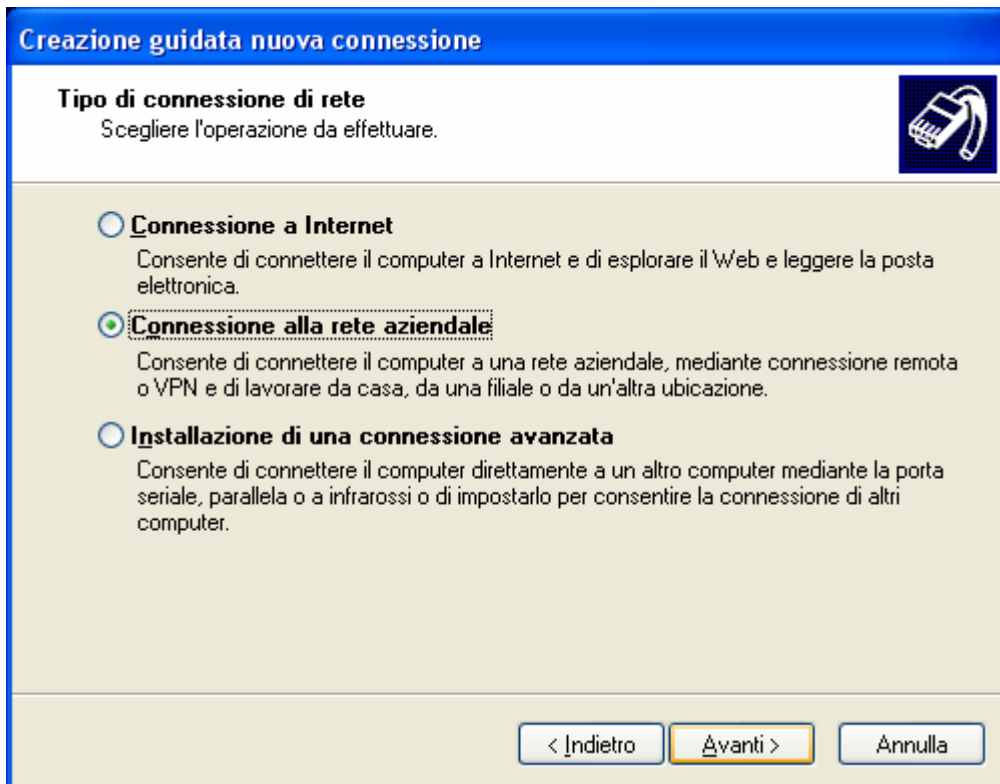 Creazione guidata nuova connessione
Tipo di connessione di rete
Scegliere l'operazione da effettuare.
Connessione a Internet
Consente di connettere il computer a Internet e di esplorare il Web e leggere la posta
elettronica.
Connessione alla rete aziendale
Consente di connettere il computer a una rete aziendale, mediante connessione remota
o VPN e di lavorare da casa, da una filiale o da un'altra ubicazione.
Installazione di una connessione avanzata
Consente di connettere il computer direttamente a un altro computer mediante la porta
seriale, parallela o a infrarossi o di impostarlo per consentire la connessione di altri
computer.
< Indietro Avanti > Annulla